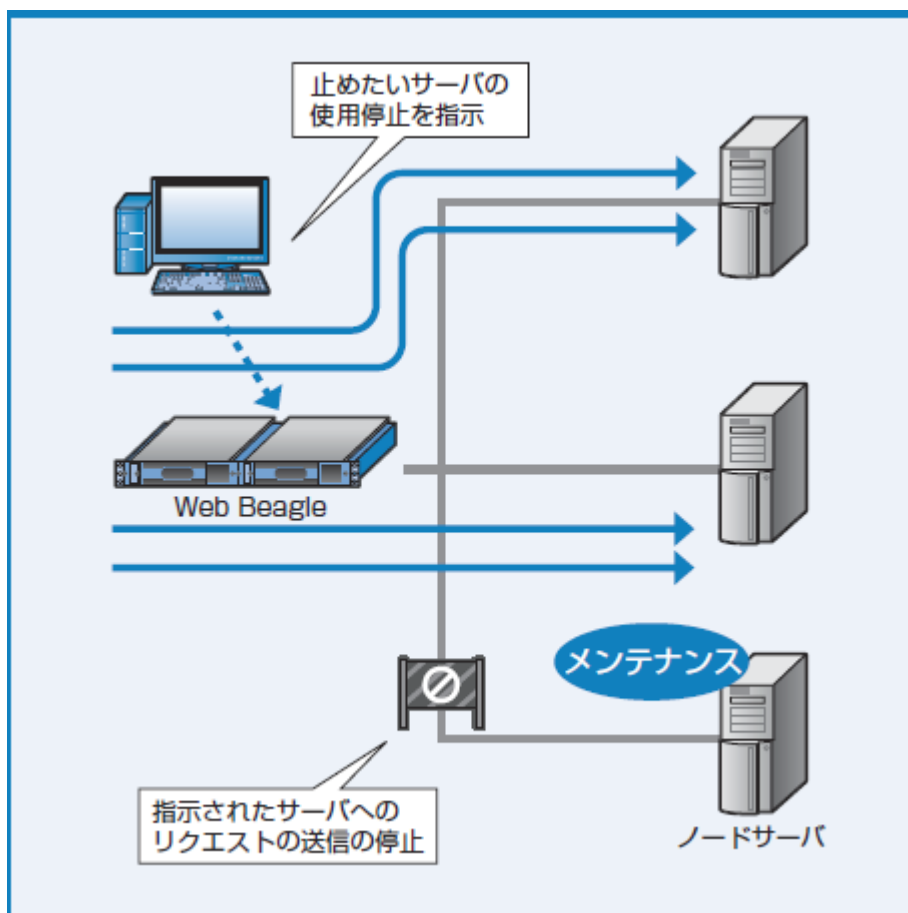 止めたいサーバの
使用停止を指示
Web Beagle
メンテナンス
指示されたサーバへの
リクエストの送信の停止
ノードサーバ